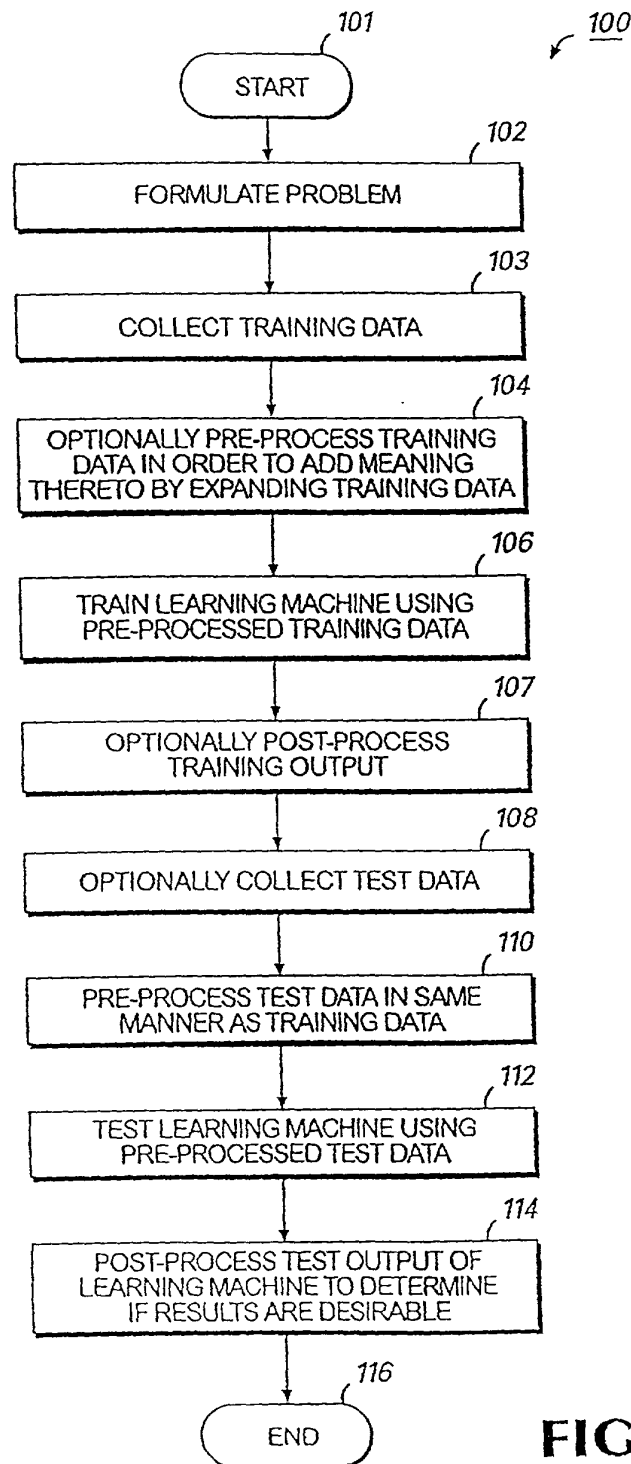 100
101
START
102
FORMULATE PROBLEM
103
COLLECT TRAINING DATA
104
OPTIONALLY PRE-PROCESS TRAINING
DATA IN ORDER TO ADD MEANING
THERETO BY EXPANDING TRAINING DATA
106
TRAIN LEARNING MACHINE USING
PRE-PROCESSED TRAINING DATA
107
OPTIONALLY POST-PROCESS
TRAINING OUTPUT
108
OPTIONALLY COLLECT TEST DATA
110
PRE-PROCESS TEST DATA IN SAME
MANNER AS TRAINING DATA
112
TEST LEARNING MACHINE USING
PRE-PROCESSED TEST DATA
114
POST-PROCESS TEST OUTPUT OF
LEARNING MACHINE TO DETERMINE
IF RESULTS ARE DESIRABLE
116
END
FIG